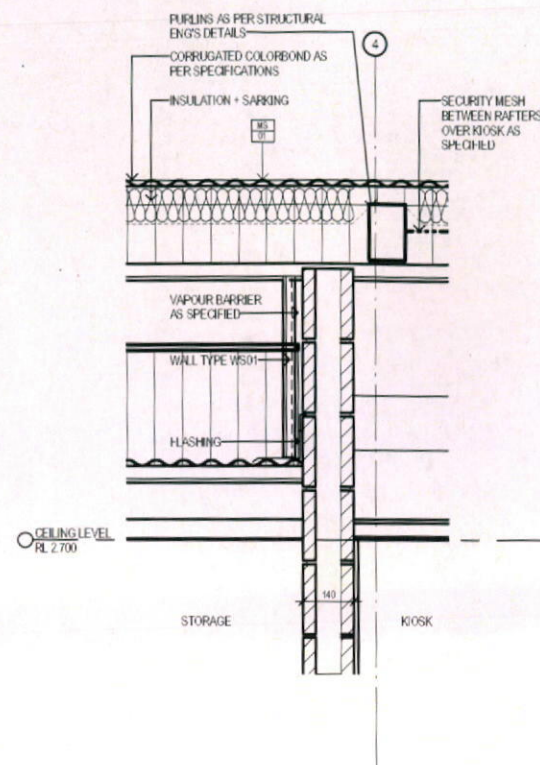 PURLINS AS PER STRUCTURAL
ENG'S DETAILS
4
CORRUGATED COLORBOND AS
PER SPECIFICATIONS
INSULATION + SARKING
SECURITY MESH
BETWEEN RAFTERS
OVER KIOSK AS
SPECIFIED
MS
01
VAPOUR BARRIER
AS SPECIFIED
WALL TYPE WS01
FLASHING
CEILING LEVEL
RL 2.700
140
STORAGE
KIOSK